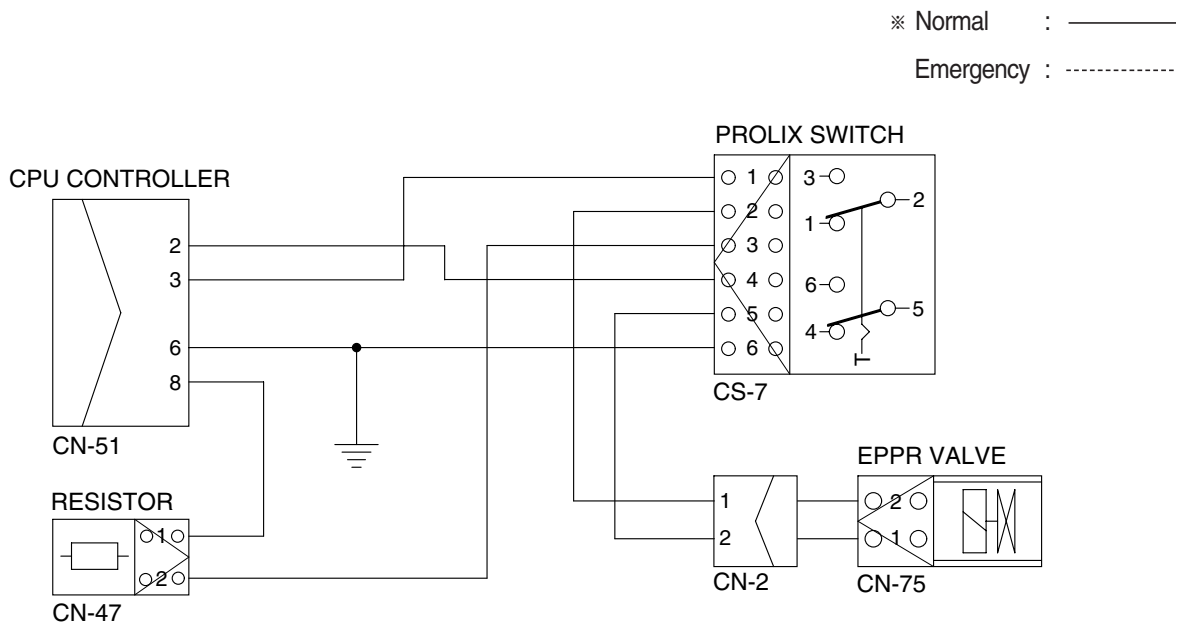 ※ Normal :
Emergency :
PROLIX SWITCH
CPU CONTROLLER
1
2
3
4
5
6
3
2
1
6
5
4
CS-7
2
3
6
8
CN-51
RESISTOR
1
2
CN-47
EPPR VALVE
1
2
CN-2
2
1
CN-75